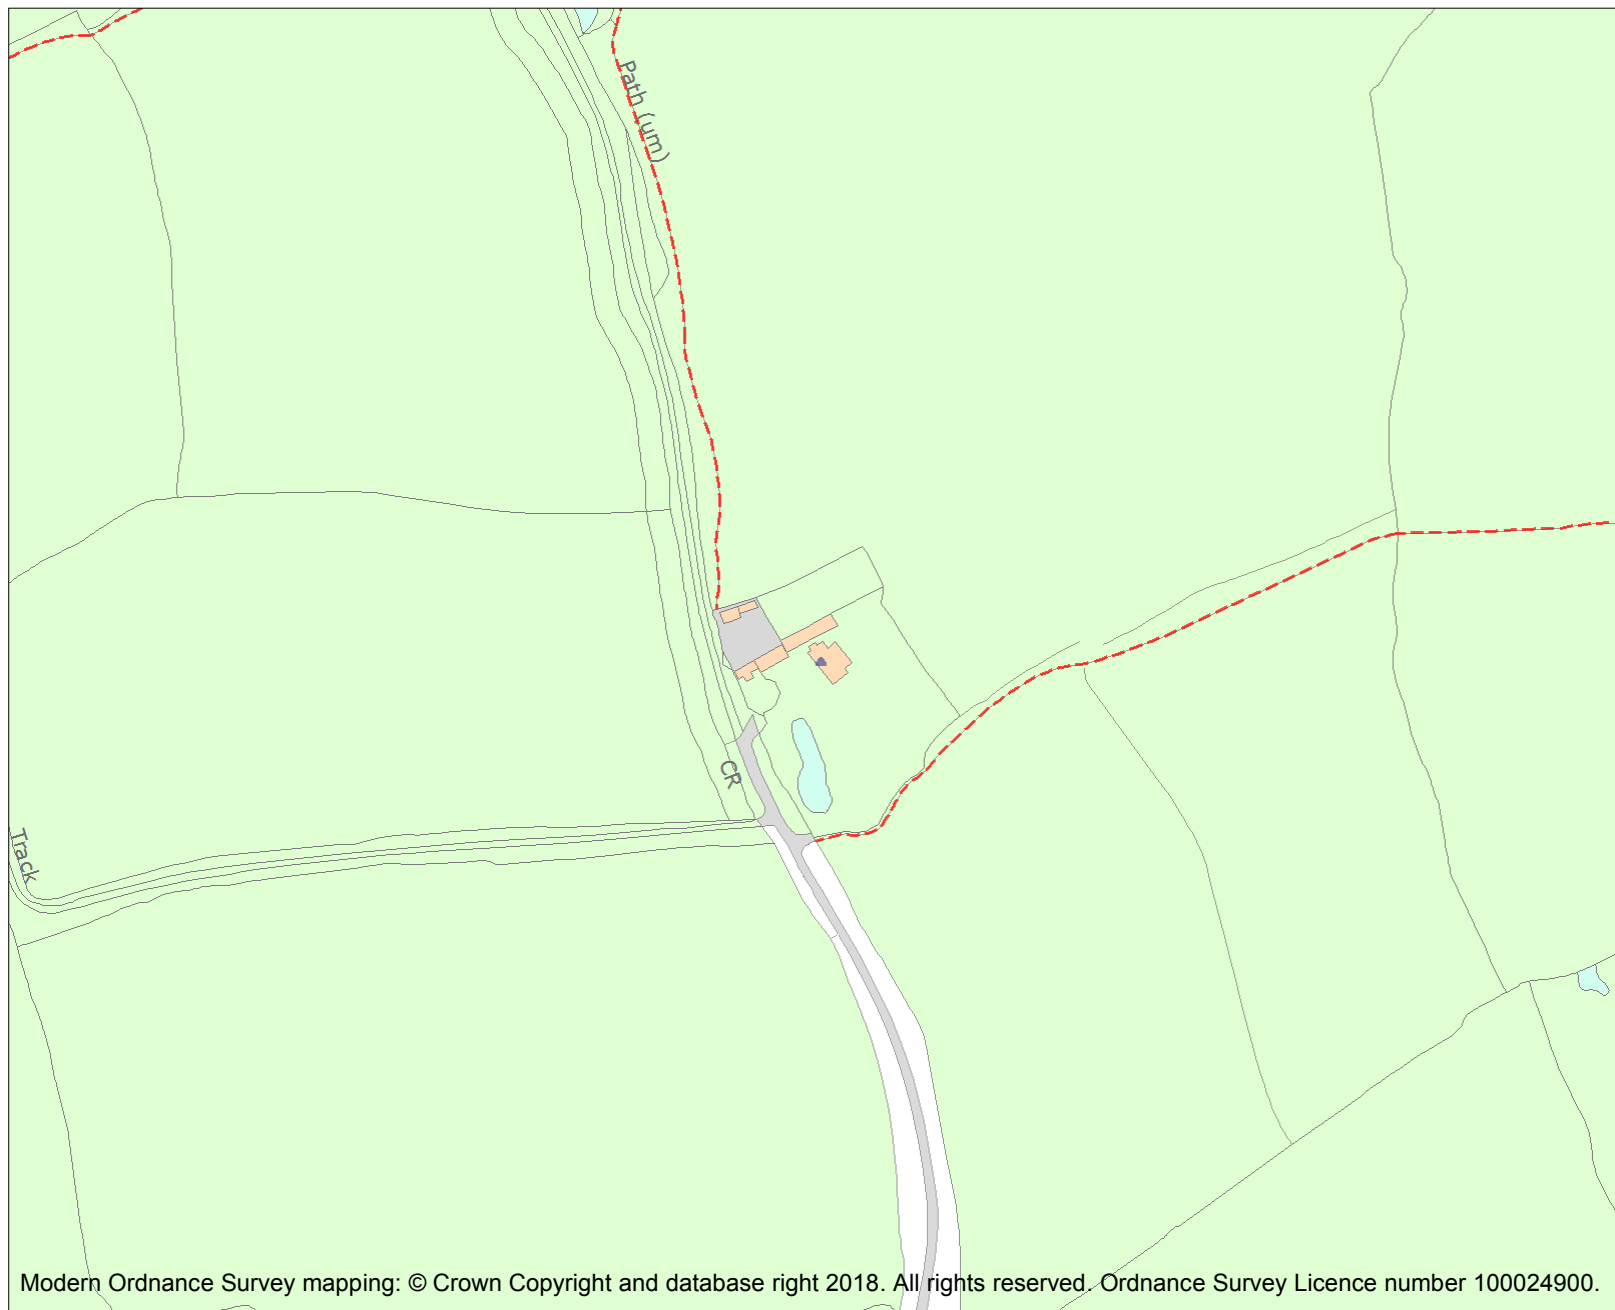 Path (um)
CR
Track
Modern Ordnance Survey mapping: © Crown Copyright and database right 2018. All rights reserved. Ordnance Survey Licence number 100024900.